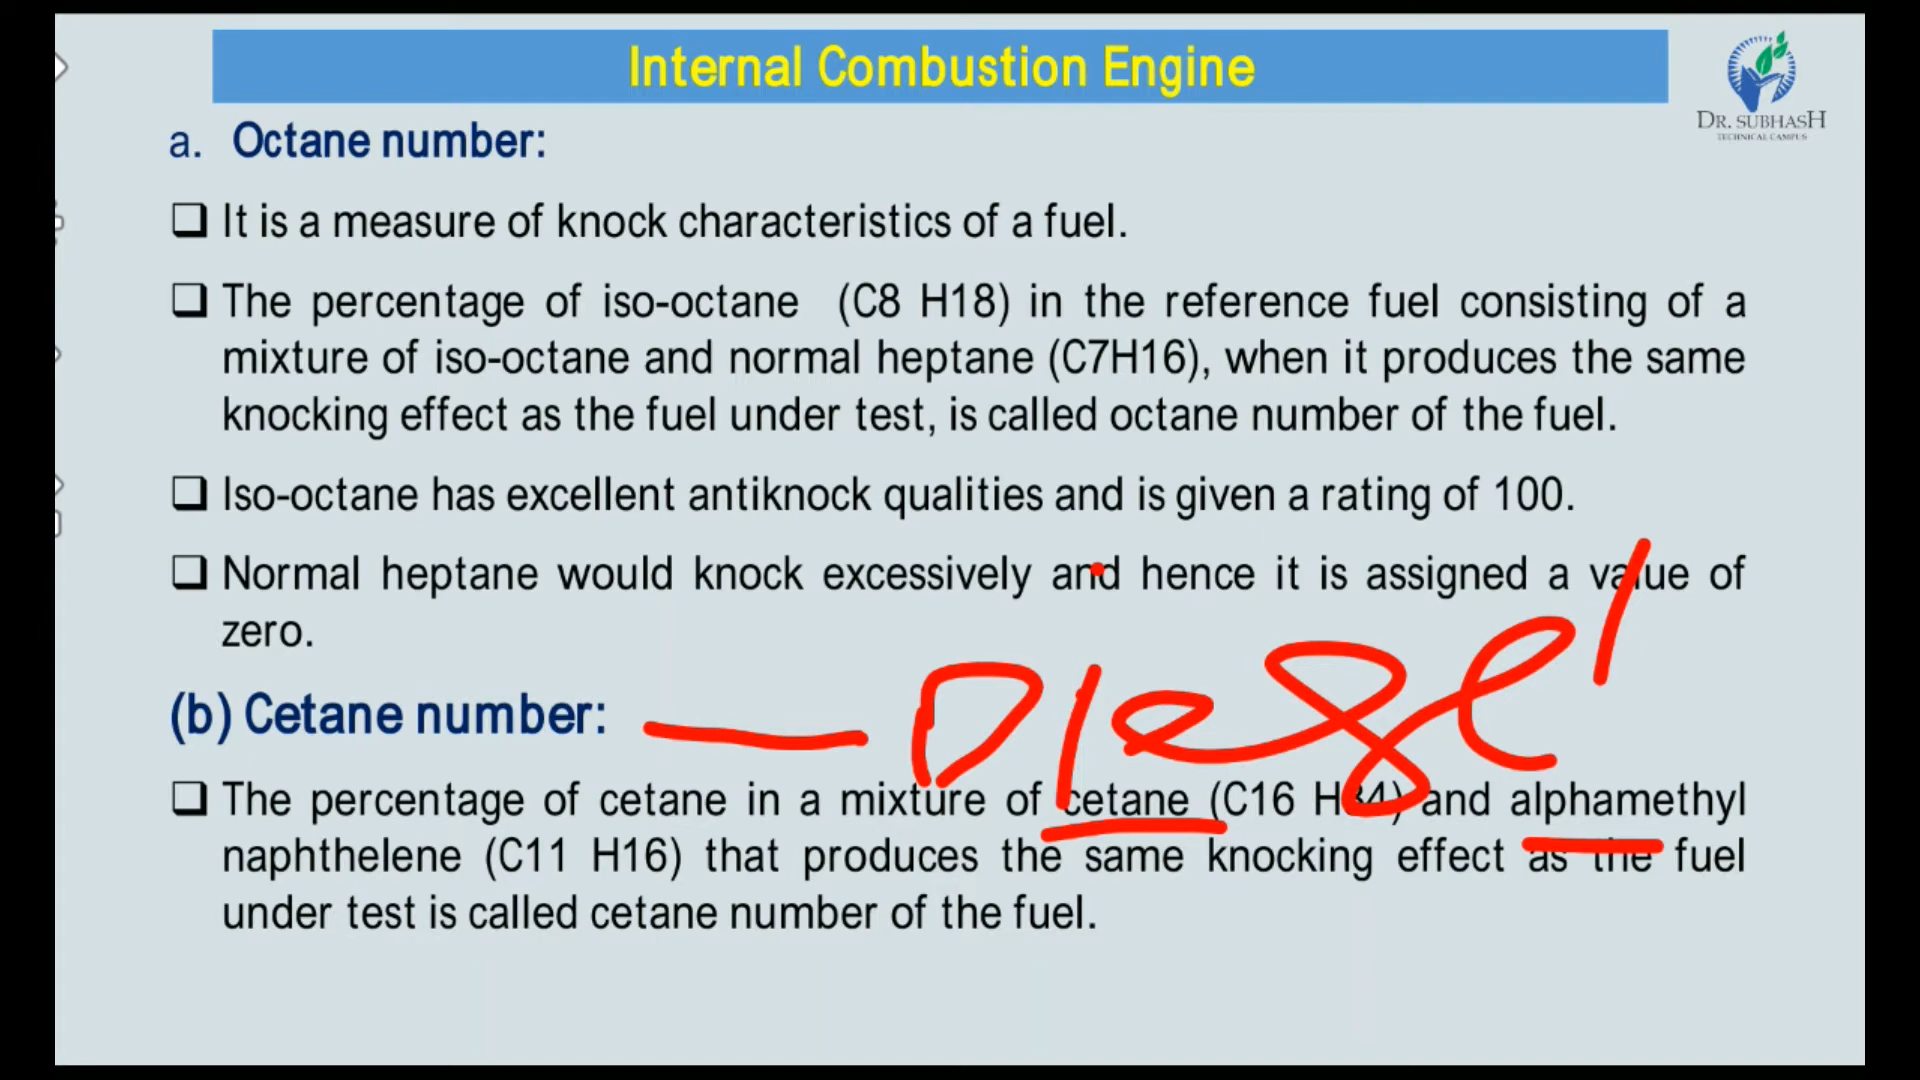 Internal Combustion Engine
DR. SUBHASH
TECHNICAL CAMPUS
a. Octane number:
It is a measure of knock characteristics of a fuel.
The percentage of iso-octane (C8 H18) in the reference fuel consisting of a
mixture of iso-octane and normal heptane (C7H16), when it produces the same
knocking effect as the fuel under test, is called octane number of the fuel.
Iso-octane has excellent antiknock qualities and is given a rating of 100.
Normal heptane would knock excessively and hence it is assigned a value of
zero.
(b) Cetane number: — Diesel
The percentage of cetane in a mixture of cetane (C16 H34) and alphamethyl
naphthelene (C11 H16) that produces the same knocking effect as the fuel
under test is called cetane number of the fuel.